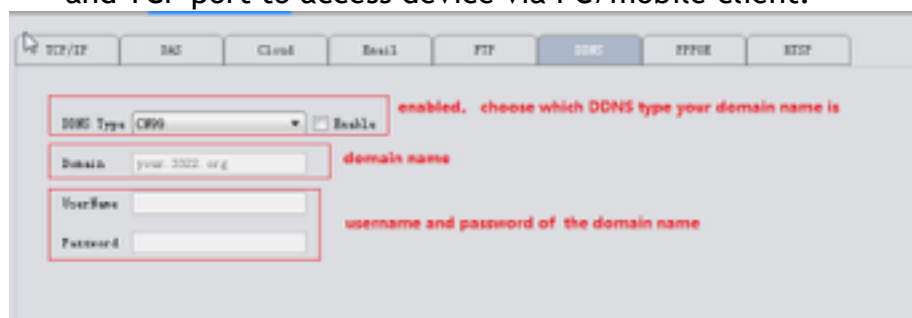 and TCP port to access device via PC/mobile client.
TCP/IP DAS Cloud Email FTP DDNS PPPOE RTSP
enabled, choose which DDNS type your domain name is
DDNS Type CN99 Enable
Domain your.3322.org domain name
UserName
username and password of the domain name
Password